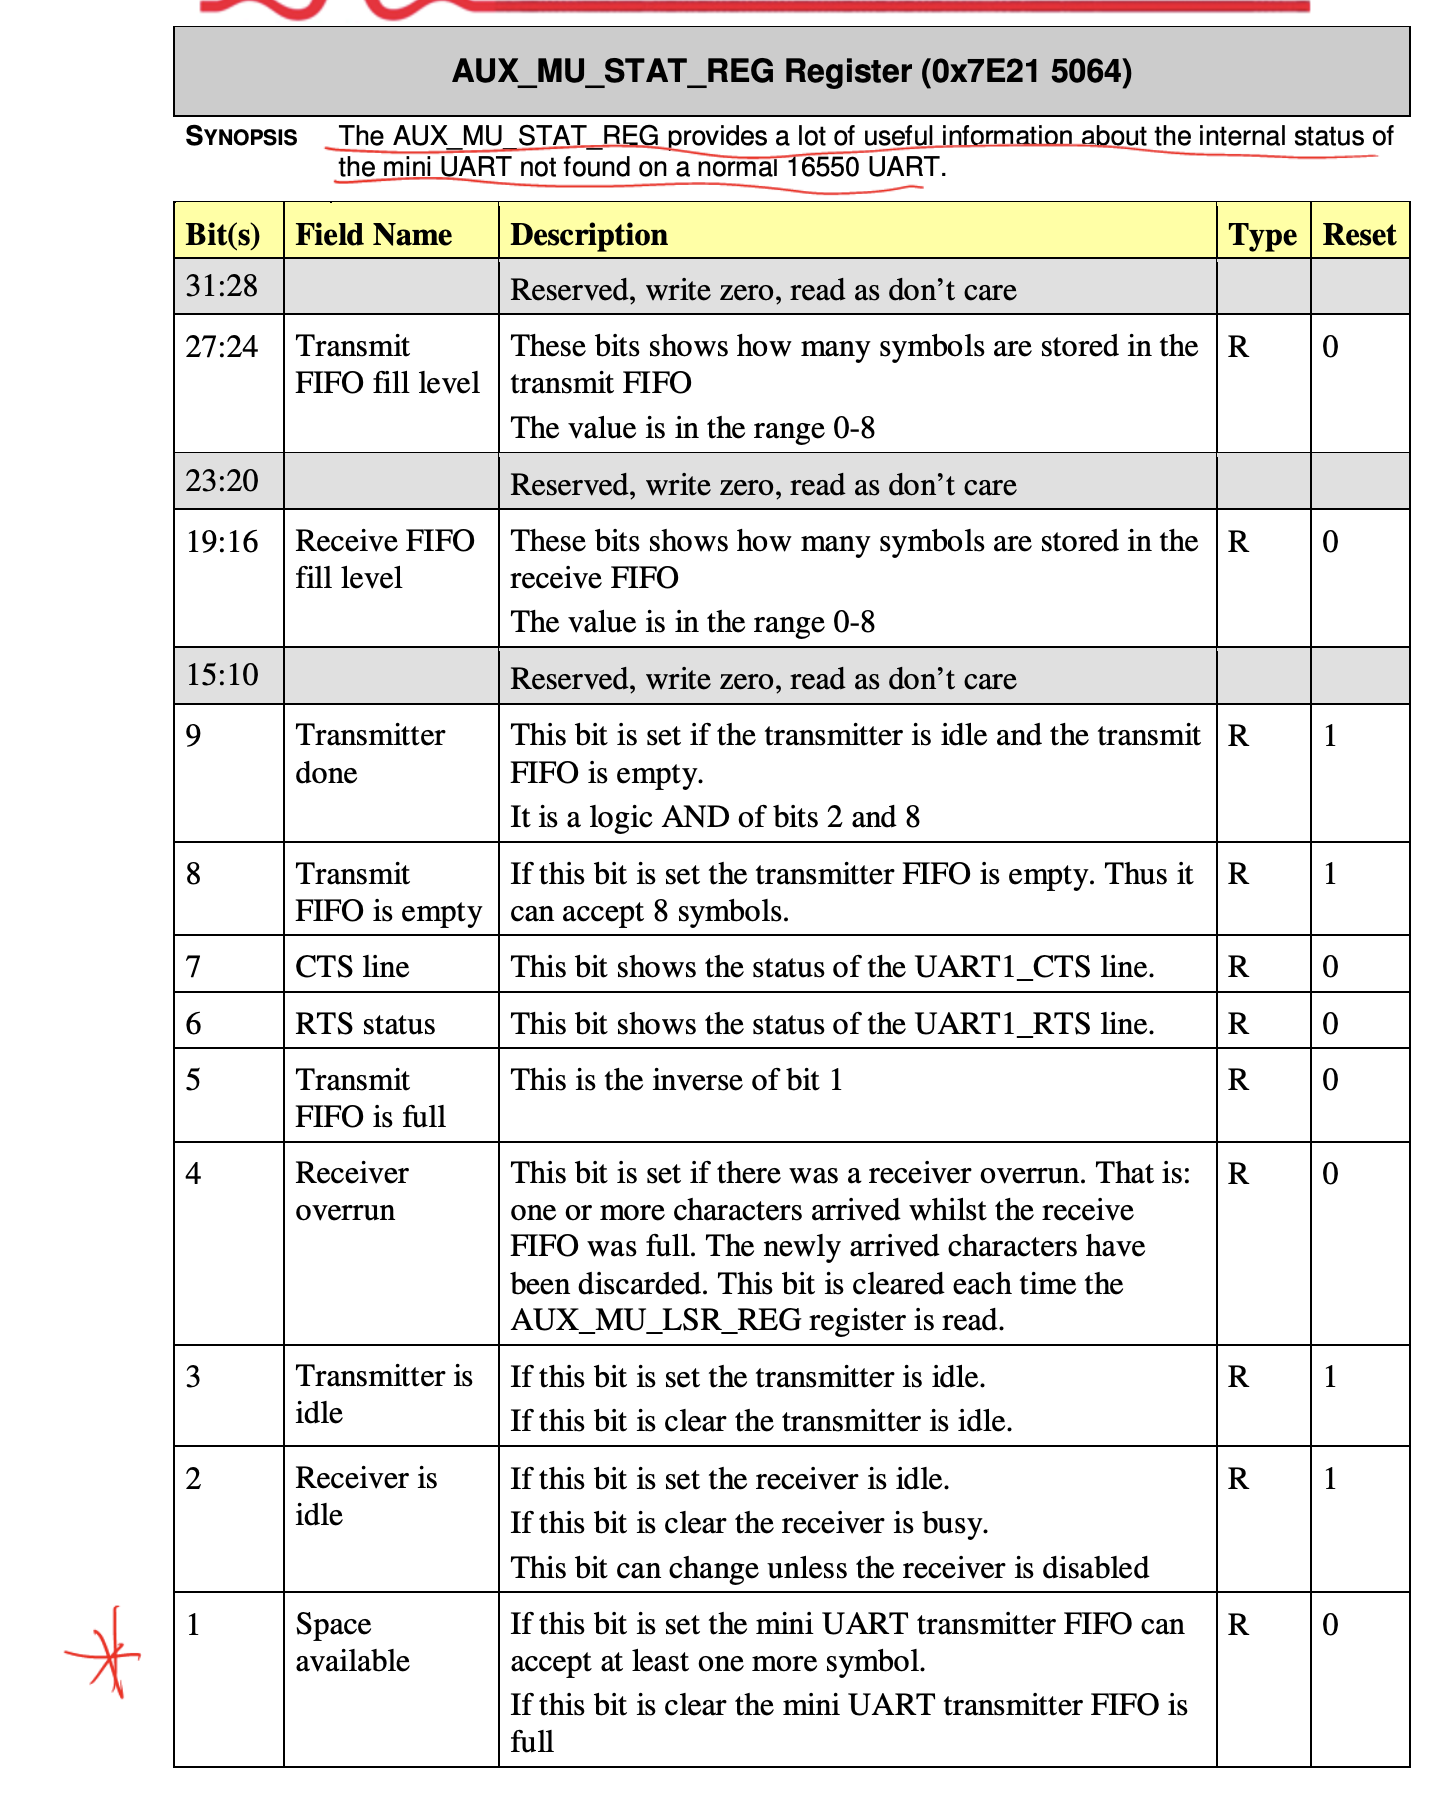 AUX_MU_STAT_REG Register (0x7E21 5064)
SYNOPSIS The AUX_MU_STAT_REG provides a lot of useful information about the internal status of
the mini UART not found on a normal 16550 UART.
Bit(s) Field Name Description Type Reset
31:28 Reserved, write zero, read as don’t care
27:24 Transmit These bits shows how many symbols are stored in the R 0
FIFO fill level transmit FIFO
The value is in the range 0-8
23:20 Reserved, write zero, read as don’t care
19:16 Receive FIFO These bits shows how many symbols are stored in the R 0
fill level receive FIFO
The value is in the range 0-8
15:10 Reserved, write zero, read as don’t care
9 Transmitter This bit is set if the transmitter is idle and the transmit R 1
done FIFO is empty.
It is a logic AND of bits 2 and 8
8 Transmit If this bit is set the transmitter FIFO is empty. Thus it R 1
FIFO is empty can accept 8 symbols.
7 CTS line This bit shows the status of the UART1_CTS line. R 0
6 RTS status This bit shows the status of the UART1_RTS line. R 0
5 Transmit This is the inverse of bit 1 R 0
FIFO is full
4 Receiver This bit is set if there was a receiver overrun. That is: R 0
overrun one or more characters arrived whilst the receive
FIFO was full. The newly arrived characters have
been discarded. This bit is cleared each time the
AUX_MU_LSR_REG register is read.
3 Transmitter is If this bit is set the transmitter is idle. R 1
idle If this bit is clear the transmitter is idle.
2 Receiver is If this bit is set the receiver is idle. R 1
idle If this bit is clear the receiver is busy.
This bit can change unless the receiver is disabled
1 Space If this bit is set the mini UART transmitter FIFO can R 0
available accept at least one more symbol.
If this bit is clear the mini UART transmitter FIFO is
full